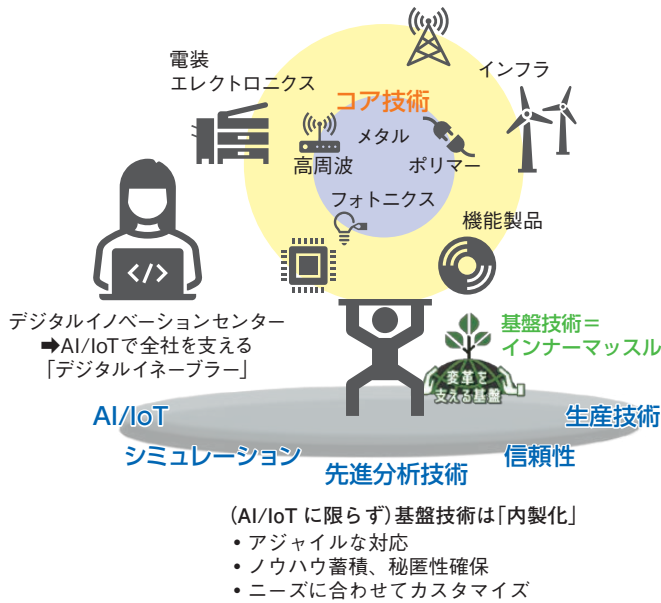 電装
エレクトロニクス
インフラ
コア技術
メタル
高周波
ポリマー
フォトニクス
機能製品
</>
デジタルイノベーションセンター
➡AI/IoTで全社を支える
「デジタルイネーブラー」
基盤技術＝
インナーマッスル
変革を
支える基盤
AI/IoT
生産技術
シミュレーション
信頼性
先進分析技術
(AI/IoT に限らず)基盤技術は「内製化」
• アジャイルな対応
• ノウハウ蓄積、秘匿性確保
• ニーズに合わせてカスタマイズ